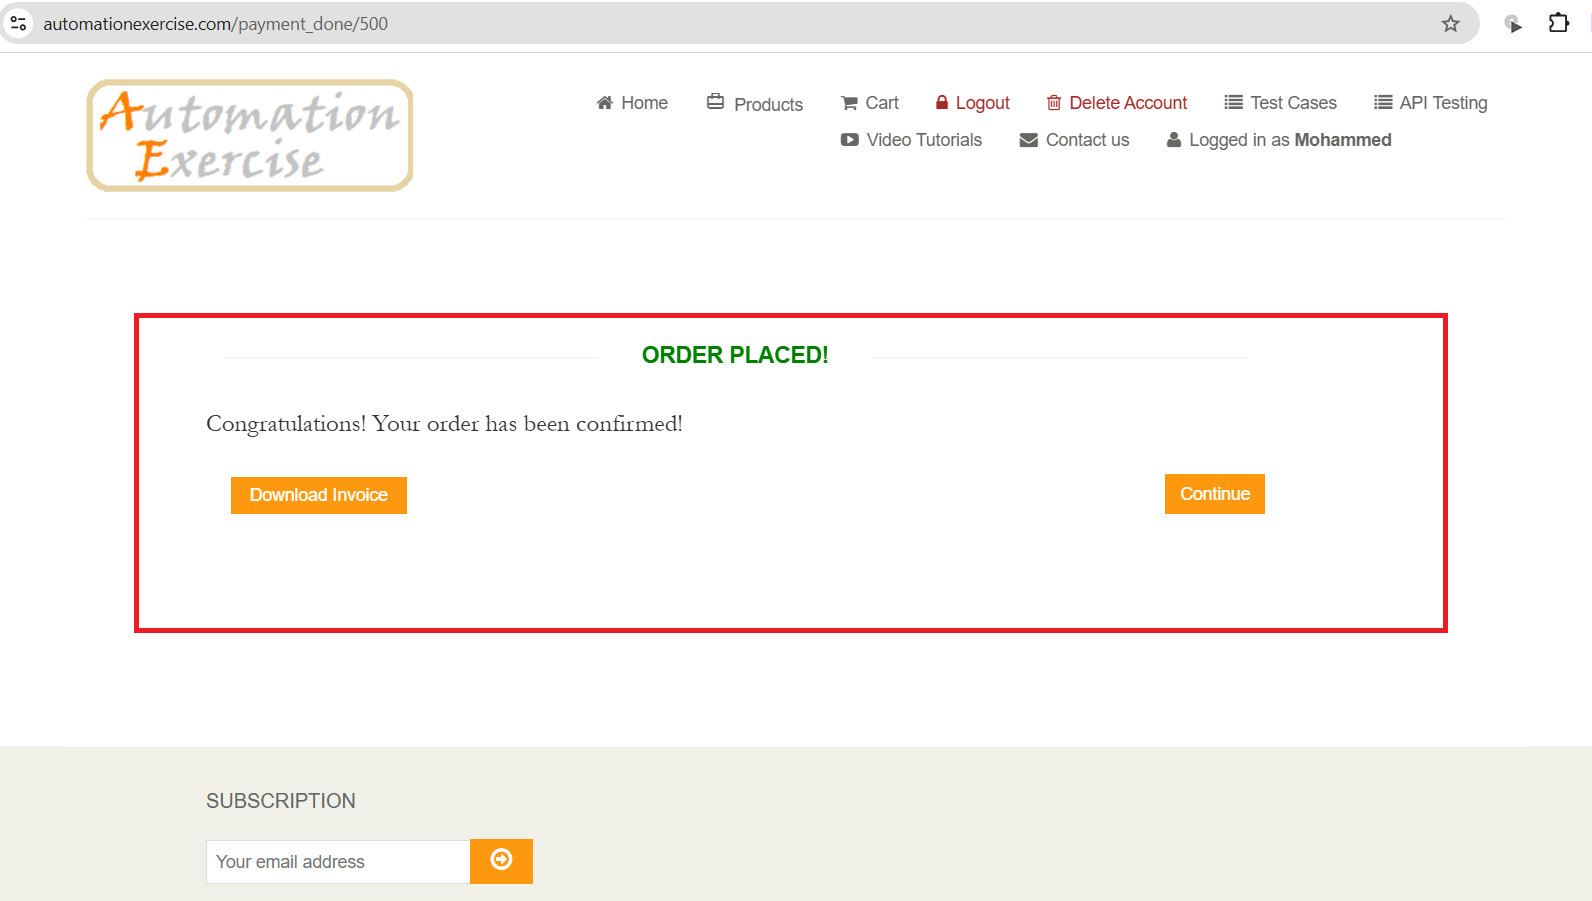 automationexercise.com/payment_done/500
Automation
Exercise
Home Products Cart Logout Delete Account Test Cases API Testing
Video Tutorials Contact us Logged in as Mohammed
ORDER PLACED!
Congratulations! Your order has been confirmed!
Download Invoice Continue
SUBSCRIPTION
Your email address